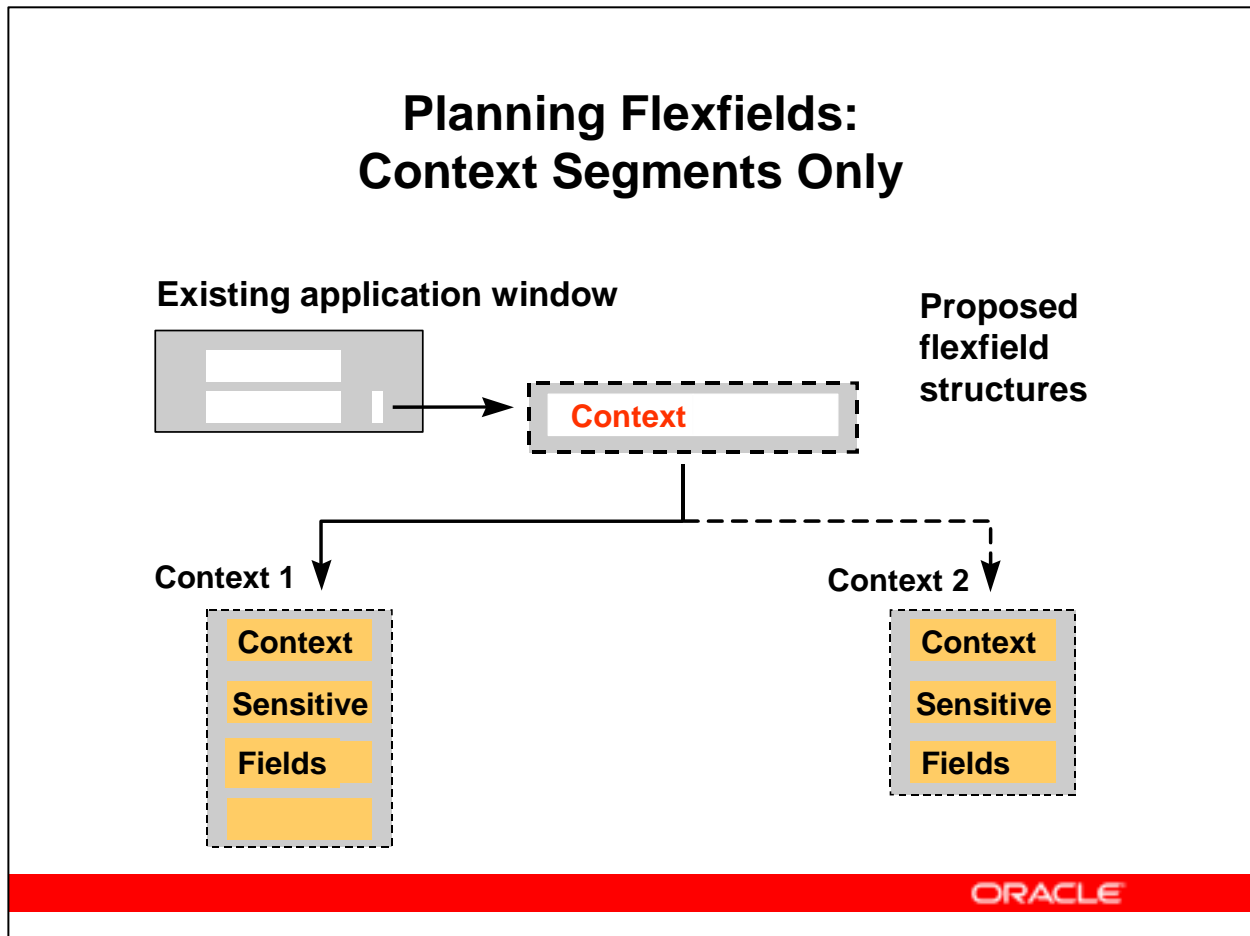 Planning Flexfields:
Context Segments Only
Existing application window
Proposed
flexfield
structures
Context
Context 1
Context
Sensitive
Fields
Context 2
Context
Sensitive
Fields
ORACLE